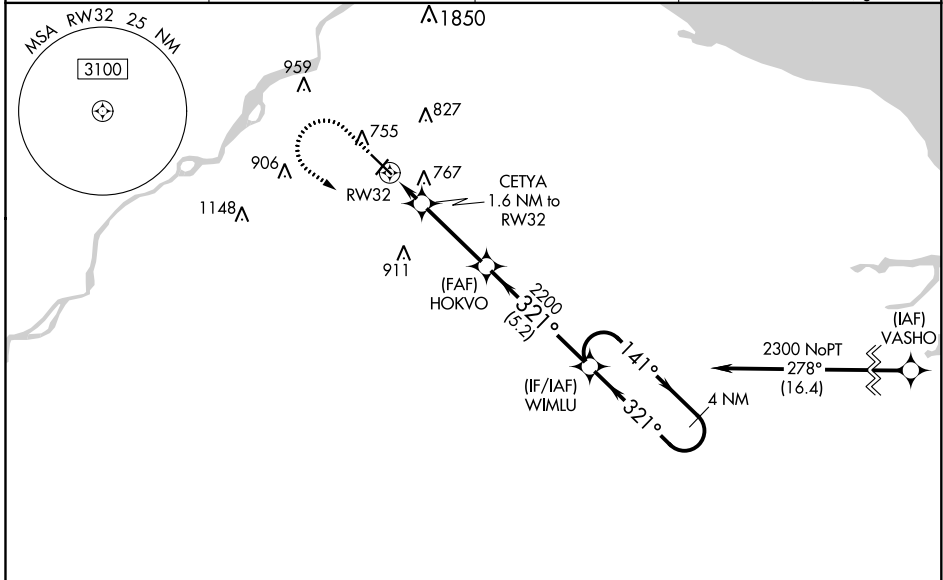 MSA RW32 25 NM
3100
1850
959
827
755
906
767
RW32
CETYA
1.6 NM to
RW32
1148
911
(FAF)
HOKVO
2200
321°
(5.2)
(IF/IAF)
WIMLU
141°
321°
4 NM
2300 NoPT
278°
(16.4)
(IAF)
VASHO